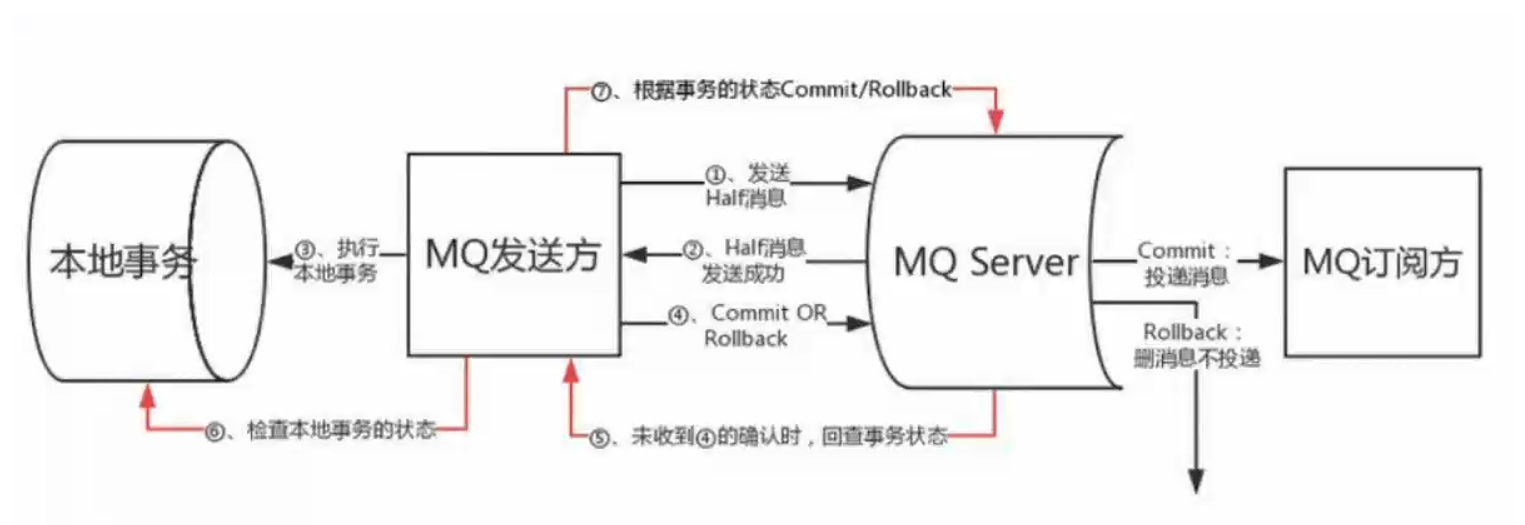 ⑦、根据事务的状态Commit/Rollback
①、发送
Half消息
本地事务
③、执行
本地事务
MQ发送方
②、Half消息
发送成功
MQ Server
Commit：
投递消息
MQ订阅方
④、Commit OR
Rollback
Rollback：
删消息不投递
⑥、检查本地事务的状态
⑤、未收到④的确认时，回查事务状态